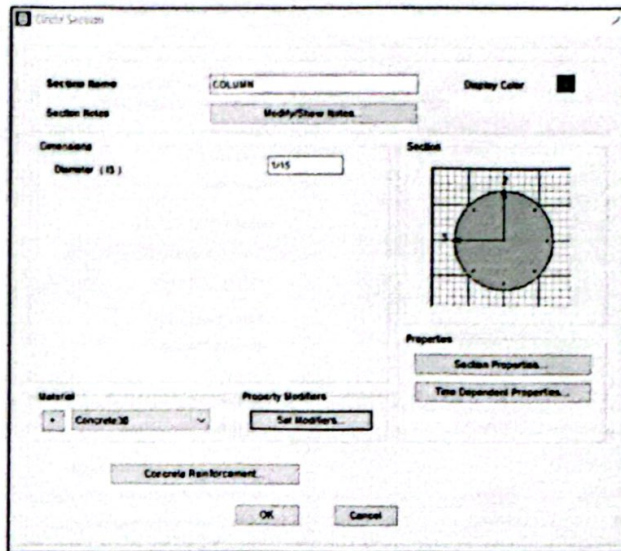 Circle Section
Section Name
COLUMN
Display Color
Section Notes
Modify/Show Notes...
Dimensions
Diameter ( t3 )
Section
2
3
Properties
Section Properties...
Time Dependent Properties...
Material
+
Concrete30
Property Modifiers
Set Modifiers...
Concrete Reinforcement...
OK
Cancel